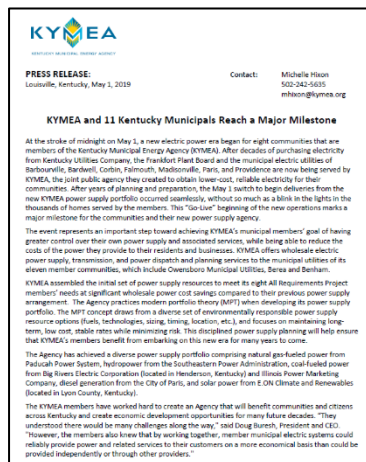 KYMEA
KENTUCKY MUNICIPAL ENERGY AGENCY
PRESS RELEASE:
Louisville, Kentucky, May 1, 2019
Contact: Michelle Hixon
502-242-5635
mhixon@kymea.org
KYMEA and 11 Kentucky Municipals Reach a Major Milestone
At the stroke of midnight on May 1, a new electric power era began for eight communities that are
members of the Kentucky Municipal Energy Agency (KYMEA). After decades of purchasing electricity
from Kentucky Utilities Company, the Frankfort Plant Board and the municipal electric utilities of
Barbourville, Bardwell, Corbin, Falmouth, Madisonville, Paris, and Providence are now being served by
KYMEA, the joint public agency they created to obtain lower-cost, reliable electricity for their
communities. After years of planning and preparation, the May 1 switch to begin deliveries from the
new KYMEA power supply portfolio occurred seamlessly, without so much as a blink in the lights in the
thousands of homes served by the members. This "Go-Live" beginning of the new operations marks a
major milestone for the communities and their new power supply agency.
The event represents an important step toward achieving KYMEA's municipal members' goal of having
greater control over their own power supply and associated services, while being able to reduce the
costs of the power they provide to their residents and businesses. KYMEA offers wholesale electric
power supply, transmission, and power dispatch and planning services to the municipal utilities of its
eleven member communities, which include Owensboro Municipal Utilities, Berea and Benham.
KYMEA assembled the initial set of power supply resources to meet its eight All Requirements Project
members' needs at significant wholesale power cost savings compared to their previous power supply
arrangement. The Agency practices modern portfolio theory (MPT) when developing its power supply
portfolio. The MPT concept draws from a diverse set of environmentally responsible power supply
resource options (fuels, technologies, sizing, timing, location, etc.), and focuses on maintaining long-
term, low cost, stable rates while minimizing risk. This disciplined power supply planning will help ensure
that KYMEA's members benefit from embarking on this new era for many years to come.
The Agency has achieved a diverse power supply portfolio comprising natural gas-fueled power from
Paducah Power System, hydropower from the Southeastern Power Administration, coal-fueled power
from Big Rivers Electric Corporation (located in Henderson, Kentucky) and Illinois Power Marketing
Company, diesel generation from the City of Paris, and solar power from E.ON Climate and Renewables
(located in Lyon County, Kentucky).
The KYMEA members have worked hard to create an Agency that will benefit communities and citizens
across Kentucky and create economic development opportunities for many future decades. "They
understood there would be many challenges along the way," said Doug Buresh, President and CEO.
"However, the members also knew that by working together, member municipal electric systems could
reliably provide power and related services to their customers on a more economical basis than could be
provided independently or through other providers."